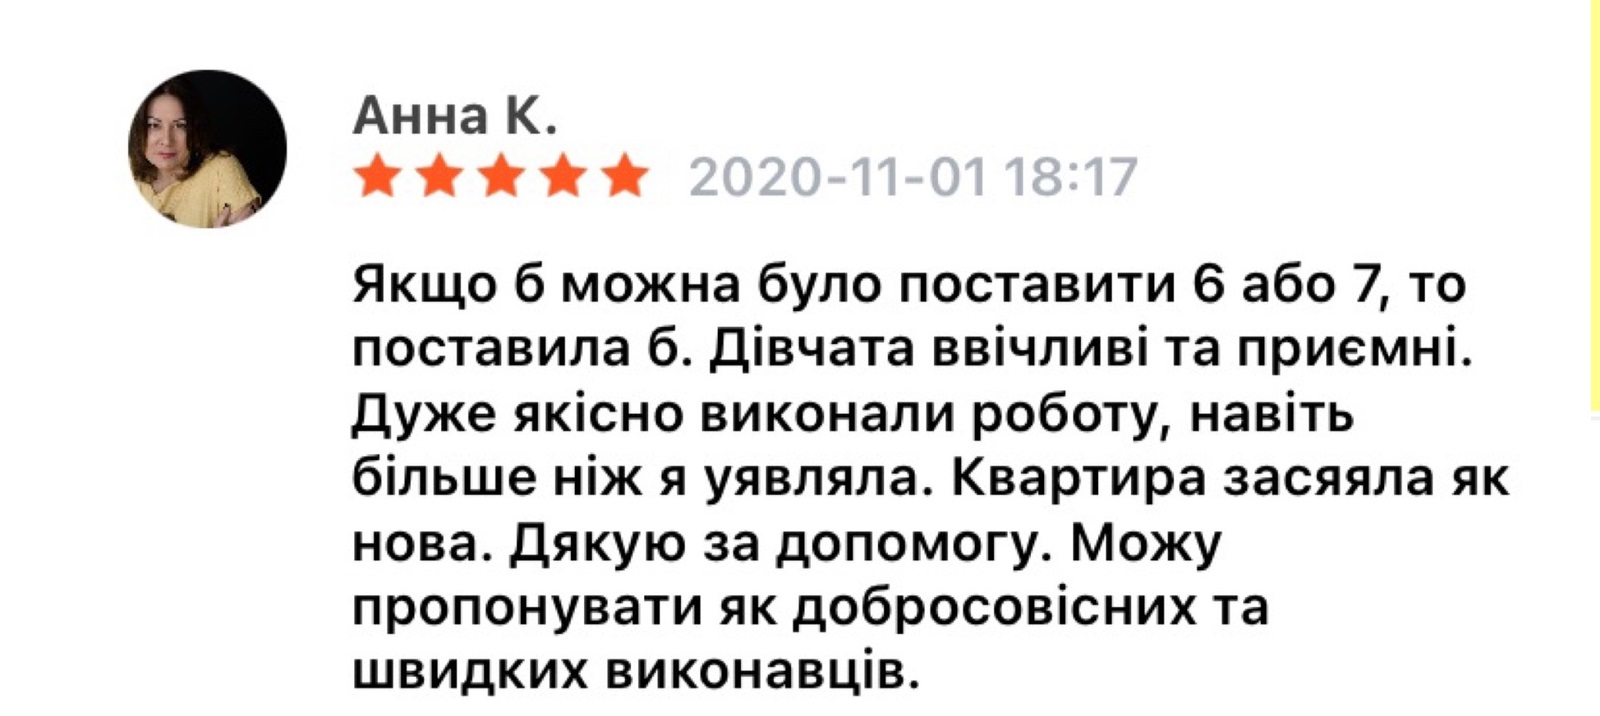 Анна К.
2020-11-01 18:17
Якщо б можна було поставити 6 або 7, то
поставила б. Дівчата ввічливі та приємні.
Дуже якісно виконали роботу, навіть
більше ніж я уявляла. Квартира засяяла як
нова. Дякую за допомогу. Можу
пропонувати як добросовісних та
швидких виконавців.